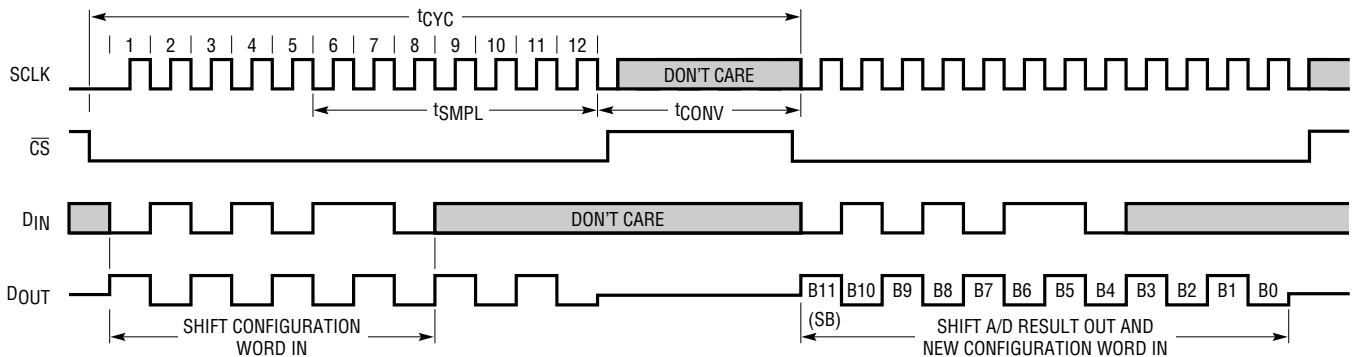 tCYC
1 2 3 4 5 6 7 8 9 10 11 12
SCLK
DON'T CARE
tSMPL
tCONV
CS
DIN
DON'T CARE
DOUT
B11 B10 B9 B8 B7 B6 B5 B4 B3 B2 B1 B0
(SB)
SHIFT CONFIGURATION
WORD IN
SHIFT A/D RESULT OUT AND
NEW CONFIGURATION WORD IN